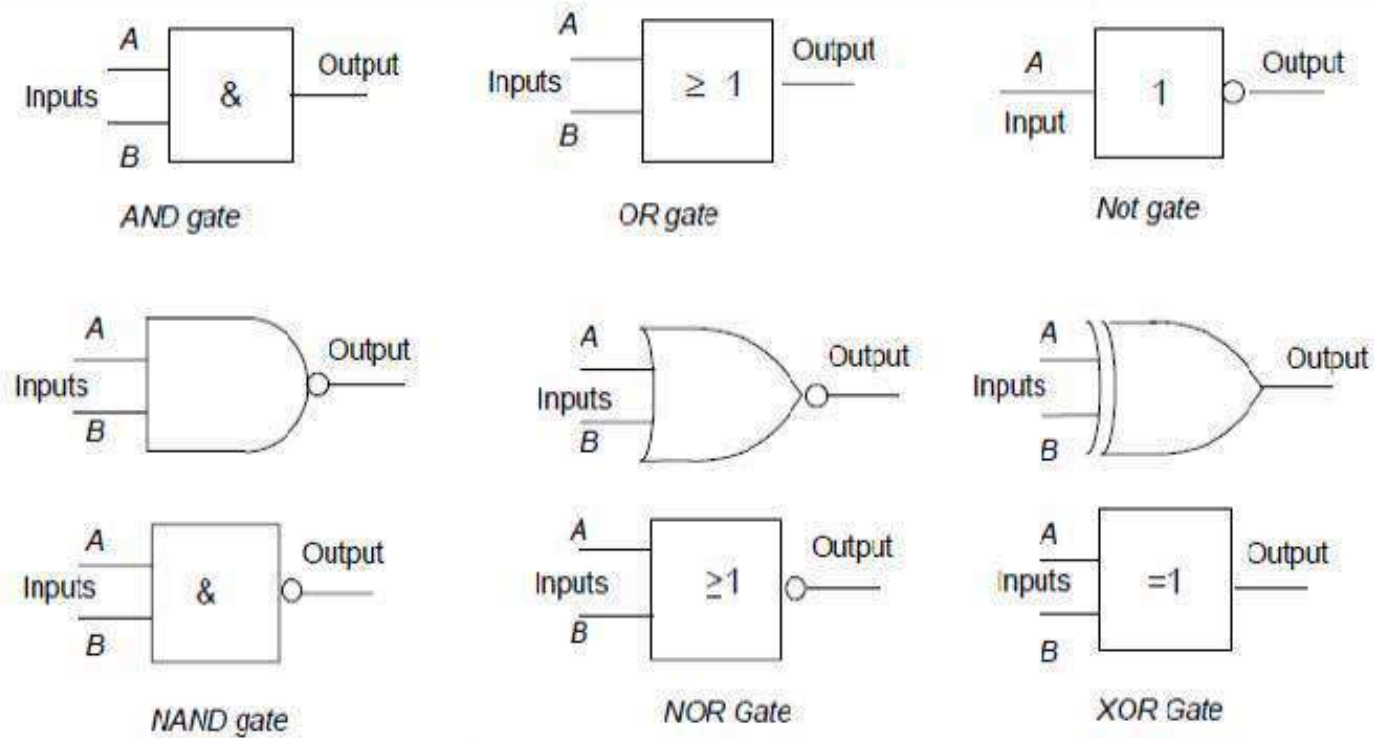 A
Inputs
B
&
Output
AND gate
A
Inputs
B
≥ 1
Output
OR gate
A
Input
1
Output
Not gate
A
Inputs
B
Output
A
Inputs
B
Output
A
Inputs
B
Output
A
Inputs
B
&
Output
NAND gate
A
Inputs
B
≥1
Output
NOR Gate
A
Inputs
B
=1
Output
XOR Gate